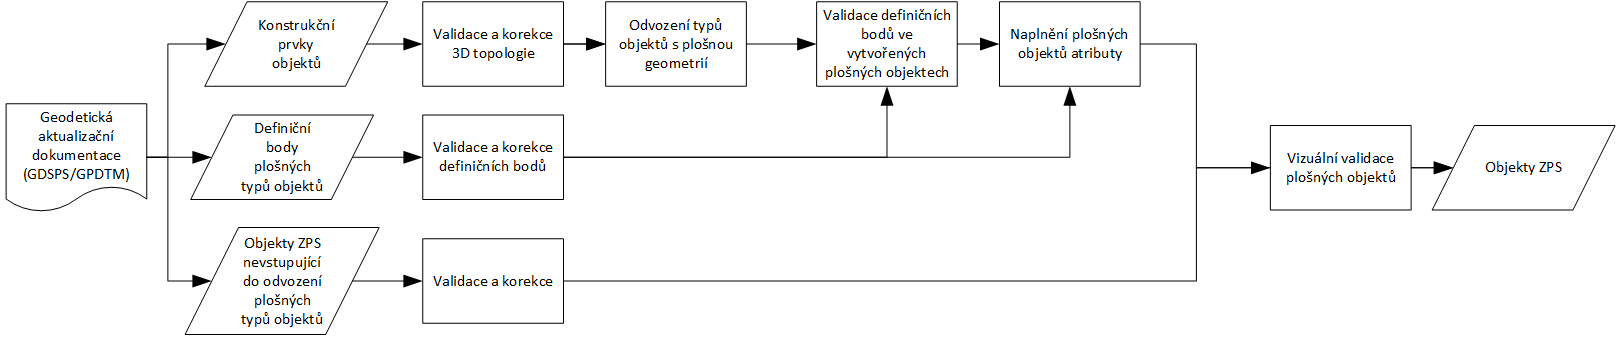 Geodetická
aktualizační
dokumentace
(GDSPS/GPDTM)
Konstrukční
prvky
objektů
Validace a korekce
3D topologie
Odvození typů
objektů s plošnou
geometrií
Validace definičních
bodů ve
vytvořených
plošných objektech
Naplnění plošných
objektů atributy
Definiční
body
plošných
typů objektů
Validace a korekce
definičních bodů
Objekty ZPS
nevstupující
do odvození
plošných
typů objektů
Validace a korekce
Vizuální validace
plošných objektů
Objekty ZPS